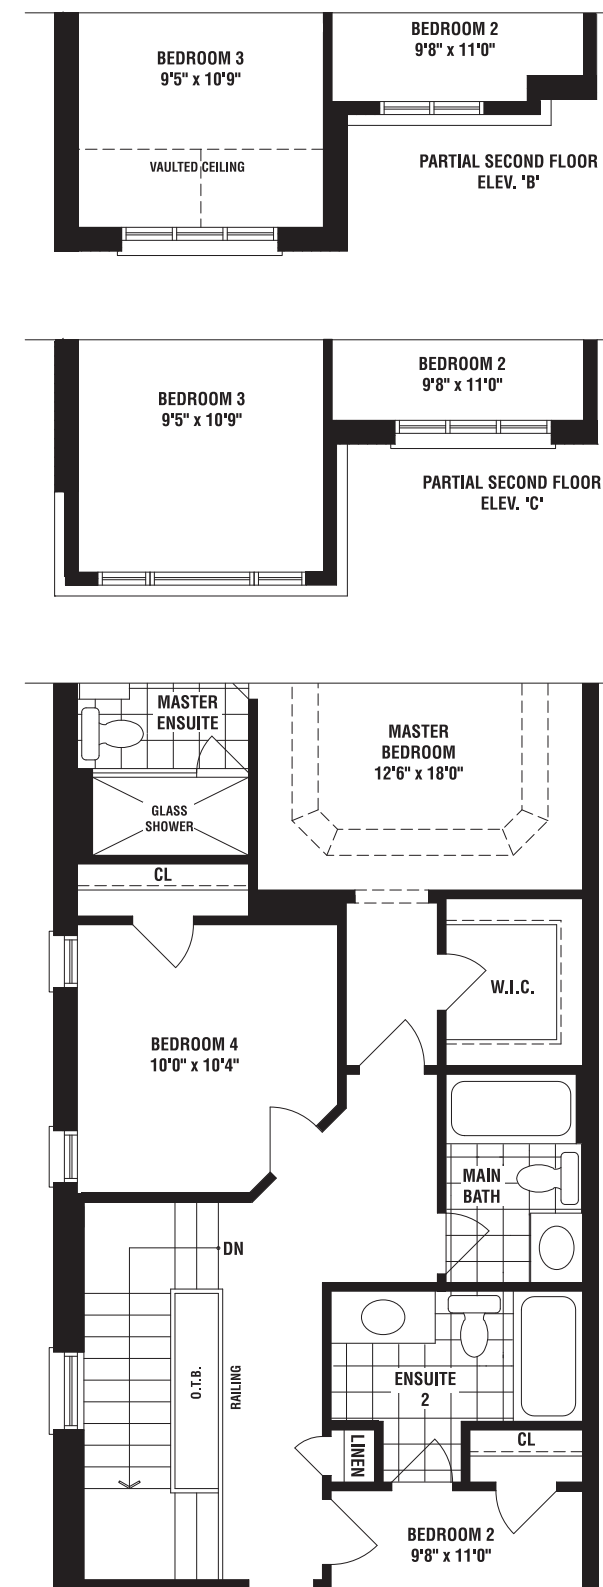 BEDROOM 3
9'5" x 10'9"
BEDROOM 2
9'8" x 11'0"
VAULTED CEILING
PARTIAL SECOND FLOOR
ELEV. 'B'
BEDROOM 3
9'5" x 10'9"
BEDROOM 2
9'8" x 11'0"
PARTIAL SECOND FLOOR
ELEV. 'C'
MASTER
ENSUITE
MASTER
BEDROOM
12'6" x 18'0"
GLASS
SHOWER
CL
W.I.C.
BEDROOM 4
10'0" x 10'4"
MAIN
BATH
DN
O.T.B.
RAILING
ENSUITE
2
LINEN
CL
BEDROOM 2
9'8" x 11'0"